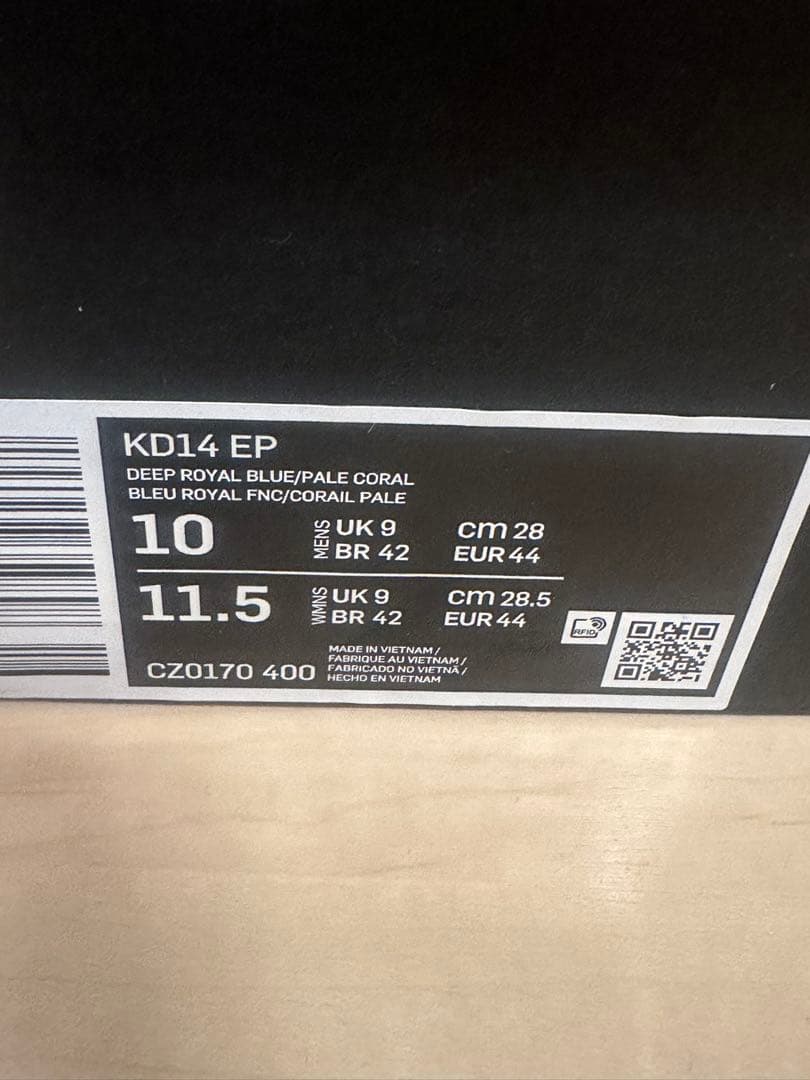 KD14 EP
DEEP ROYAL BLUE/PALE CORAL
BLEU ROYAL FNC/CORAIL PALE
10 MENS UK 9 cm 28
BR 42 EUR 44
11.5 WMNS UK 9 cm 28.5
BR 42 EUR 44
MADE IN VIETNAM /
FABRIQUE AU VIETNAM /
FABRICADO NO VIETNÃ /
HECHO EN VIETNAM
CZ0170 400
RFID